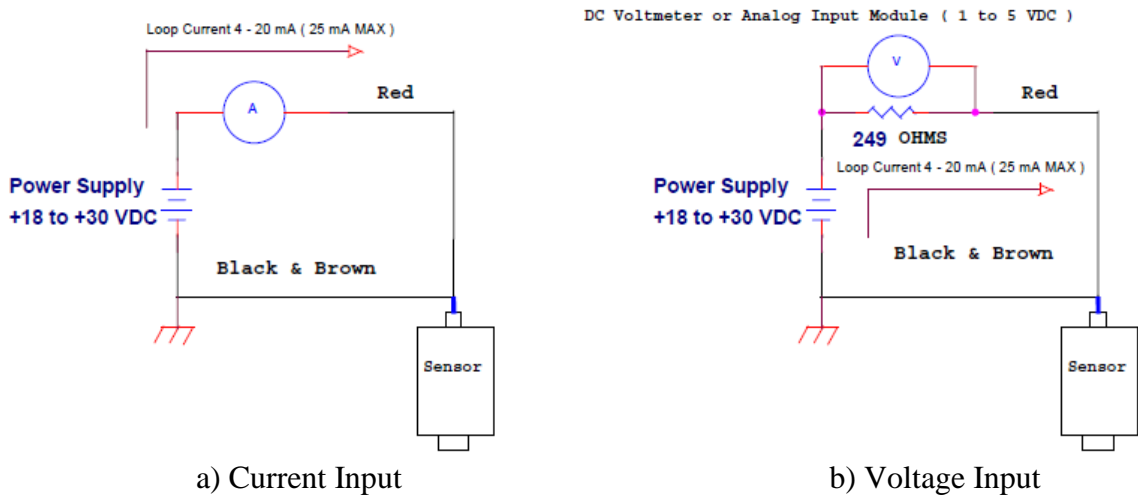 Loop Current 4 - 20 mA ( 25 mA MAX )
A
Red
Power Supply
+18 to +30 VDC
Black & Brown
Sensor
a) Current Input
DC Voltmeter or Analog Input Module ( 1 to 5 VDC )
V
Red
249 OHMS
Loop Current 4 - 20 mA ( 25 mA MAX )
Power Supply
+18 to +30 VDC
Black & Brown
Sensor
b) Voltage Input